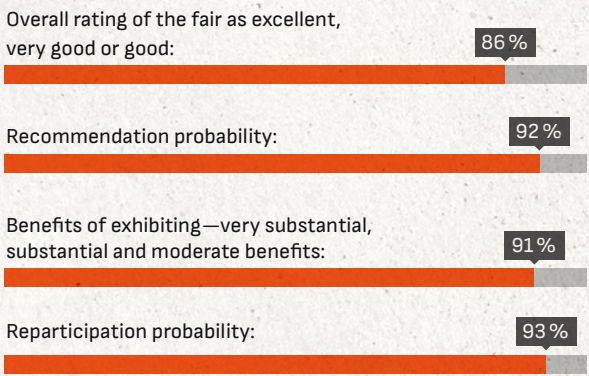 Overall rating of the fair as excellent,
very good or good:
86 %
Recommendation probability:
92 %
Benefits of exhibiting—very substantial,
substantial and moderate benefits:
91 %
Reparticipation probability:
93 %